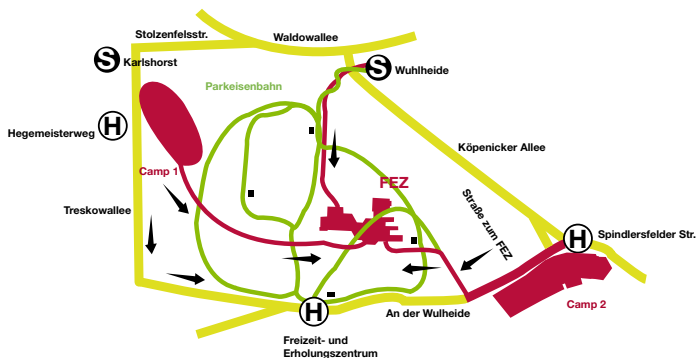 Stolzenfelsstr.
Waldowallee
S
Karlshorst
S
Wuhlheide
Parkeisenbahn
H
Hegemeisterweg
Köpenicker Allee
Camp 1
FEZ
Treskowallee
Straße zum FEZ
H
Spindlersfelder Str.
H
An der Wulheide
Camp 2
Freizeit- und
Erholungszentrum